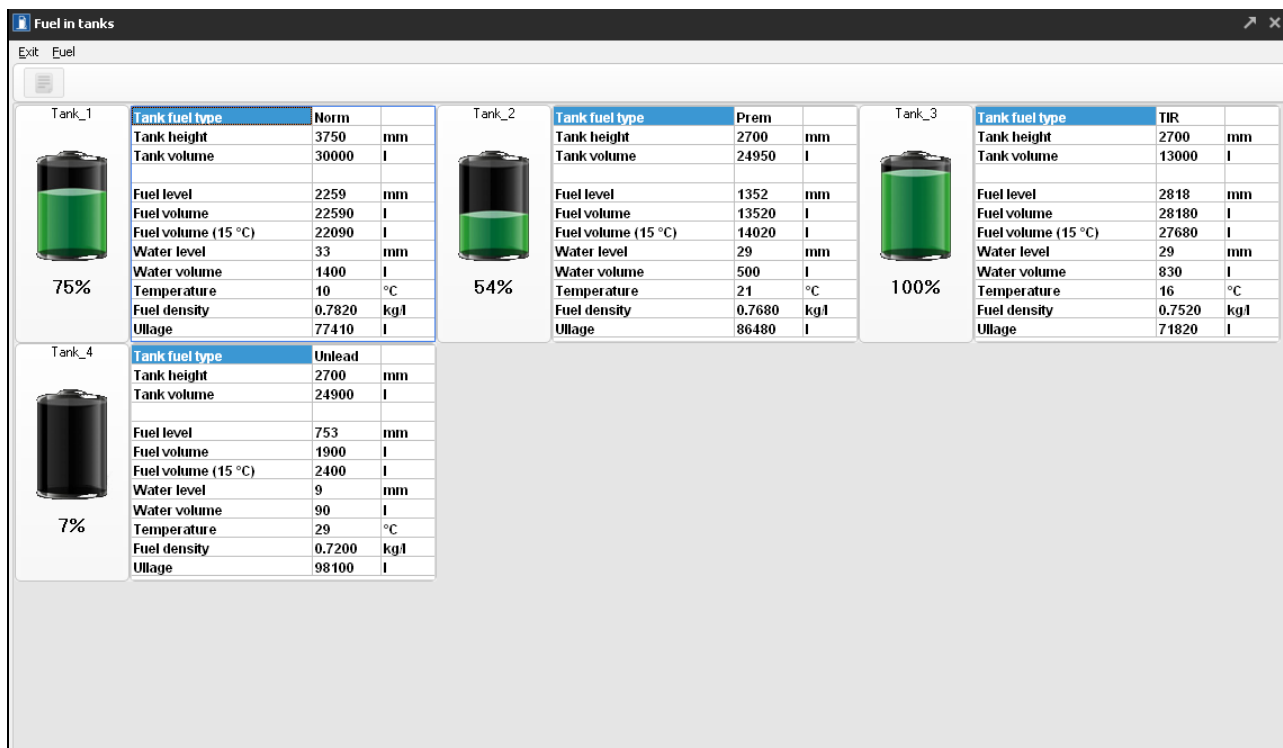 Fuel in tanks
Exit Fuel
Tank_1
75%
Tank fuel type Norm
Tank height 3750 mm
Tank volume 30000 l
Fuel level 2259 mm
Fuel volume 22590 l
Fuel volume (15 °C) 22090 l
Water level 33 mm
Water volume 1400 l
Temperature 10 °C
Fuel density 0.7820 kg/l
Ullage 77410 l
Tank_2
54%
Tank fuel type Prem
Tank height 2700 mm
Tank volume 24950 l
Fuel level 1352 mm
Fuel volume 13520 l
Fuel volume (15 °C) 14020 l
Water level 29 mm
Water volume 500 l
Temperature 21 °C
Fuel density 0.7680 kg/l
Ullage 86480 l
Tank_3
100%
Tank fuel type TIR
Tank height 2700 mm
Tank volume 13000 l
Fuel level 2818 mm
Fuel volume 28180 l
Fuel volume (15 °C) 27680 l
Water level 29 mm
Water volume 830 l
Temperature 16 °C
Fuel density 0.7520 kg/l
Ullage 71820 l
Tank_4
7%
Tank fuel type Unlead
Tank height 2700 mm
Tank volume 24900 l
Fuel level 753 mm
Fuel volume 1900 l
Fuel volume (15 °C) 2400 l
Water level 9 mm
Water volume 90 l
Temperature 29 °C
Fuel density 0.7200 kg/l
Ullage 98100 l